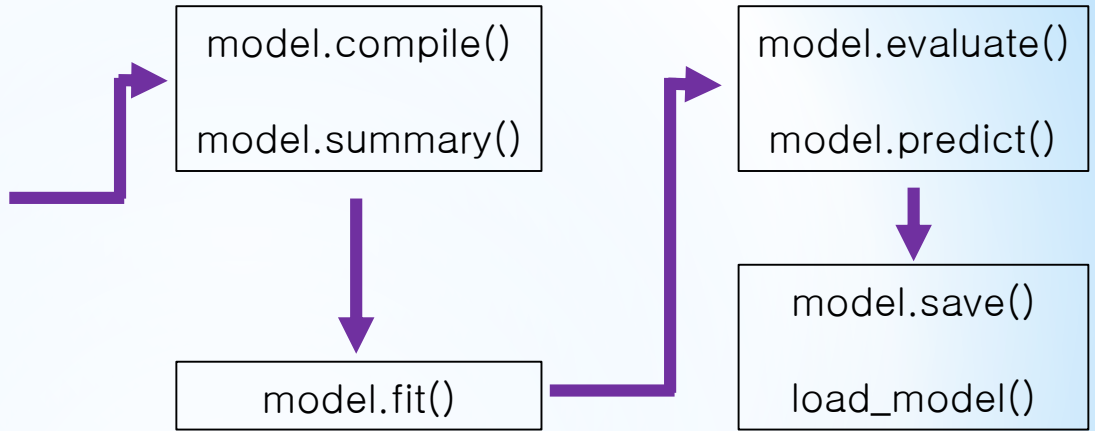 model.compile()
model.summary()
model.fit()
model.evaluate()
model.predict()
model.save()
load_model()